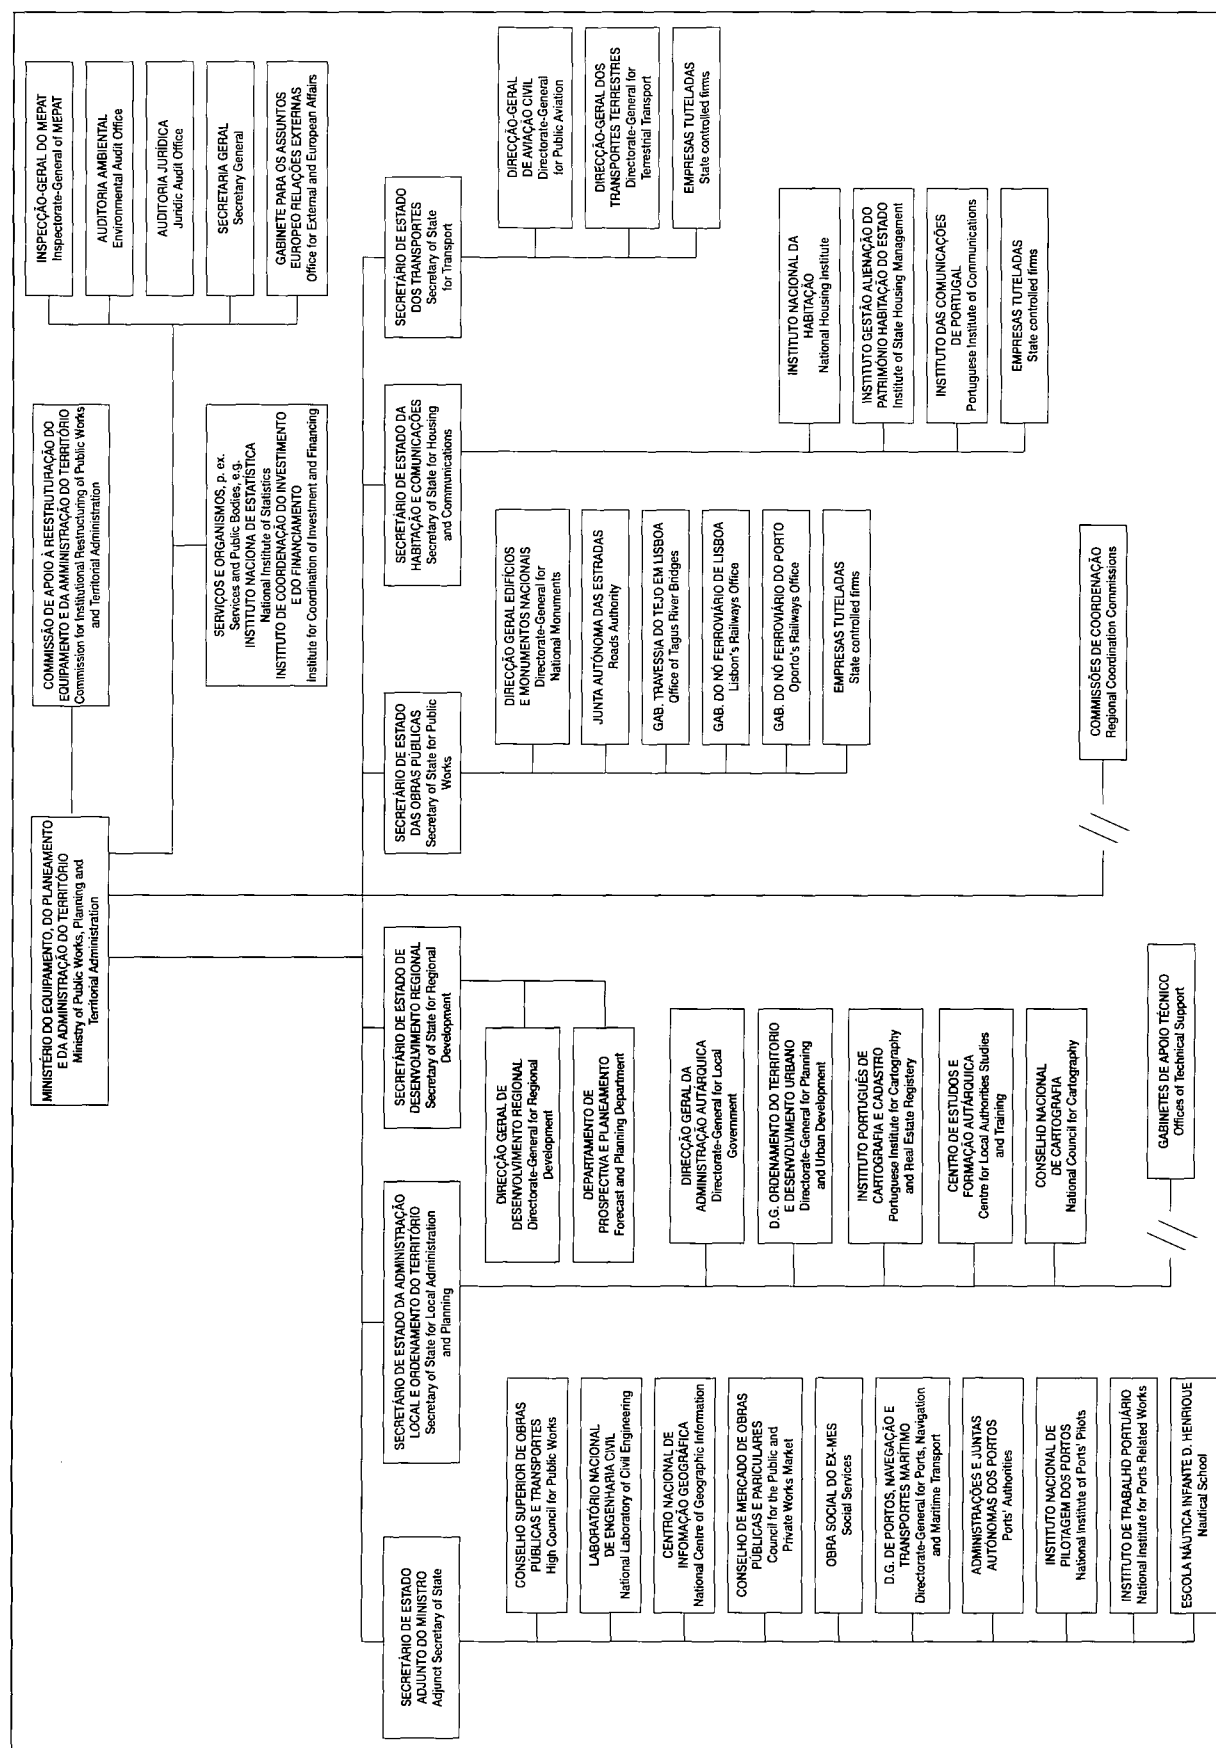 MINISTÉRIO DO EQUIPAMENTO, DO PLANEAMENTO
E DA ADMINISTRAÇÃO DO TERRITÓRIO
Ministry of Public Works, Planning and
Territorial Administration
COMMISSÃO DE APOIO À REESTRUTURAÇÃO DO
EQUIPAMENTO E DA AMMINISTRAÇÃO DO TERRITÓRIO
Commission for Institutional Restructuring of Public Works
and Territorial Administration
INSPECÇÃO-GERAL DO MEPAT
Inspectorate-General of MEPAT
AUDITORIA AMBIENTAL
Environmental Audit Office
AUDITORIA JURÍDICA
Juridic Audit Office
SECRETARIA GERAL
Secretary General
GABINETE PARA OS ASSUNTOS
EUROPEO RELAÇÕES EXTERNAS
Office for External and European Affairs
SERVIÇOS E ORGANISMOS, p. ex.
Services and Public Bodies, e.g.
INSTITUTO NACIONA DE ESTATÍSTICA
National Institute of Statistics
INSTITUTO DE COORDENAÇÃO DO INVESTIMENTO
E DO FINANCIAMENTO
Institute for Coordination of Investment and Financing
SECRETÁRIO DE ESTADO
ADJUNTO DO MINISTRO
Adjunct Secretary of State
SECRETÁRIO DE ESTADO DA ADMINISTRAÇÃO
LOCAL E ORDENAMENTO DO TERRITÓRIO
Secretary of State for Local Administration
and Planning
SECRETÁRIO DE ESTADO DE
DESENVOLVIMENTO REGIONAL
Secretary of State for Regional
Development
SECRETÁRIO DE ESTADO
DAS OBRAS PÚBLICAS
Secretary of State for Public
Works
SECRETÁRIO DE ESTADO DA
HABITAÇÃO E COMUNICAÇÕES
Secretary of State for Housing
and Communications
SECRETÁRIO DE ESTADO
DOS TRANSPORTES
Secretary of State
for Transport
CONSELHO SUPERIOR DE OBRAS
PÚBLICAS E TRANSPORTES
High Council for Public Works
LABORATÓRIO NACIONAL
DE ENGENHARIA CIVIL
National Laboratory of Civil Engineering
CENTRO NACIONAL DE
INFOMAÇÃO GEOGRÁFICA
National Centre of Geographic Information
CONSELHO DE MERCADO DE OBRAS
PÚBLICAS E PARICULARES
Council for the Public and
Private Works Market
OBRA SOCIAL DO EX-MES
Social Services
D.G. DE PORTOS, NAVEGAÇÃO E
TRANSPORTES MARÍTIMO
Directorate-General for Ports, Navigation
and Maritime Transport
ADMINISTRAÇÕES E JUNTAS
AUTÓNOMAS DOS PORTOS
Ports' Authorities
INSTITUTO NACIONAL DE
PILOTAGEM DOS PORTOS
National Institute of Ports' Pilots
INSTITUTO DE TRABALHO PORTUÁRIO
National Institute for Ports Related Works
ESCOLA NÁUTICA INFANTE D. HENRIQUE
Nautical School
DIRECÇÃO GERAL DA
ADMINISTRAÇÃO AUTÁRQUICA
Directorate-General for Local
Government
D.G. ORDENAMENTO DO TERRITORIO
E DESENVDLVIMENTO URBANO
Directorate-General for Planning
and Urban Development
INSTITUTO PORTUGUÊS DE
CARTOGRAFIA E CADASTRO
Portuguese Institute for Cartography
and Real Estate Registery
CENTRO DE ESTUDOS E
FORMAÇÃO AUTÁRQUICA
Centre for Local Authorities Studies
and Training
CONSELHD NACIONAL
DE CARTOGRAFIA
National Council for Cartography
GABINETES DE APOIO TÉCNICO
Offices of Technical Support
DIRECÇÃO GERAL DE
DESENVOLVIMENTO REGIONAL
Directorate-General for Regional
Development
DEPARTAMENTO DE
PROSPECTIVA E PLANEAMENTO
Forecast and Planning Department
DIRECÇÃO GERAL EDIFÍCIOS
E MONUMENTOS NACIONAIS
Directorate-General for
National Monuments
JUNTA AUTÓNOMA DAS ESTRADAS
Roads Authority
GAB. TRAVESSIA DO TEJO EM LISBOA
Office of Tagus River Bridges
GAB. DO NÓ FERROVIÁRIO DE LISBOA
Lisbon's Railways Office
GAB. DO NÓ FERROVIÁRIO DO PORTO
Oporto's Railways Office
EMPRESAS TUTELADAS
State controlled firms
COMMISSÕES DE COORDENAÇÃO
Regional Coordination Commissions
INSTITUTO NACIONAL DA
HABITAÇÃO
National Housing Institute
INSTITUTO GESTÃO ALIENAÇÃO DO
PATRIMÓNIO HABITAÇÃO DO ESTADO
Institute of State Housing Management
INSTITUTO DAS COMUNICAÇÕES
DE PORTUGAL
Portuguese Institute of Communications
EMPRESAS TUTELADAS
State controlled firms
DIRECÇÃO-GERAL
DE AVIAÇÃO CIVIL
Directorate-General
for Public Aviation
DIRECÇÃO-GERAL DOS
TRANSPORTES TERRESTRES
Directorate-General for
Terrestrial Transport
EMPRESAS TUTELADAS
State controlled firms